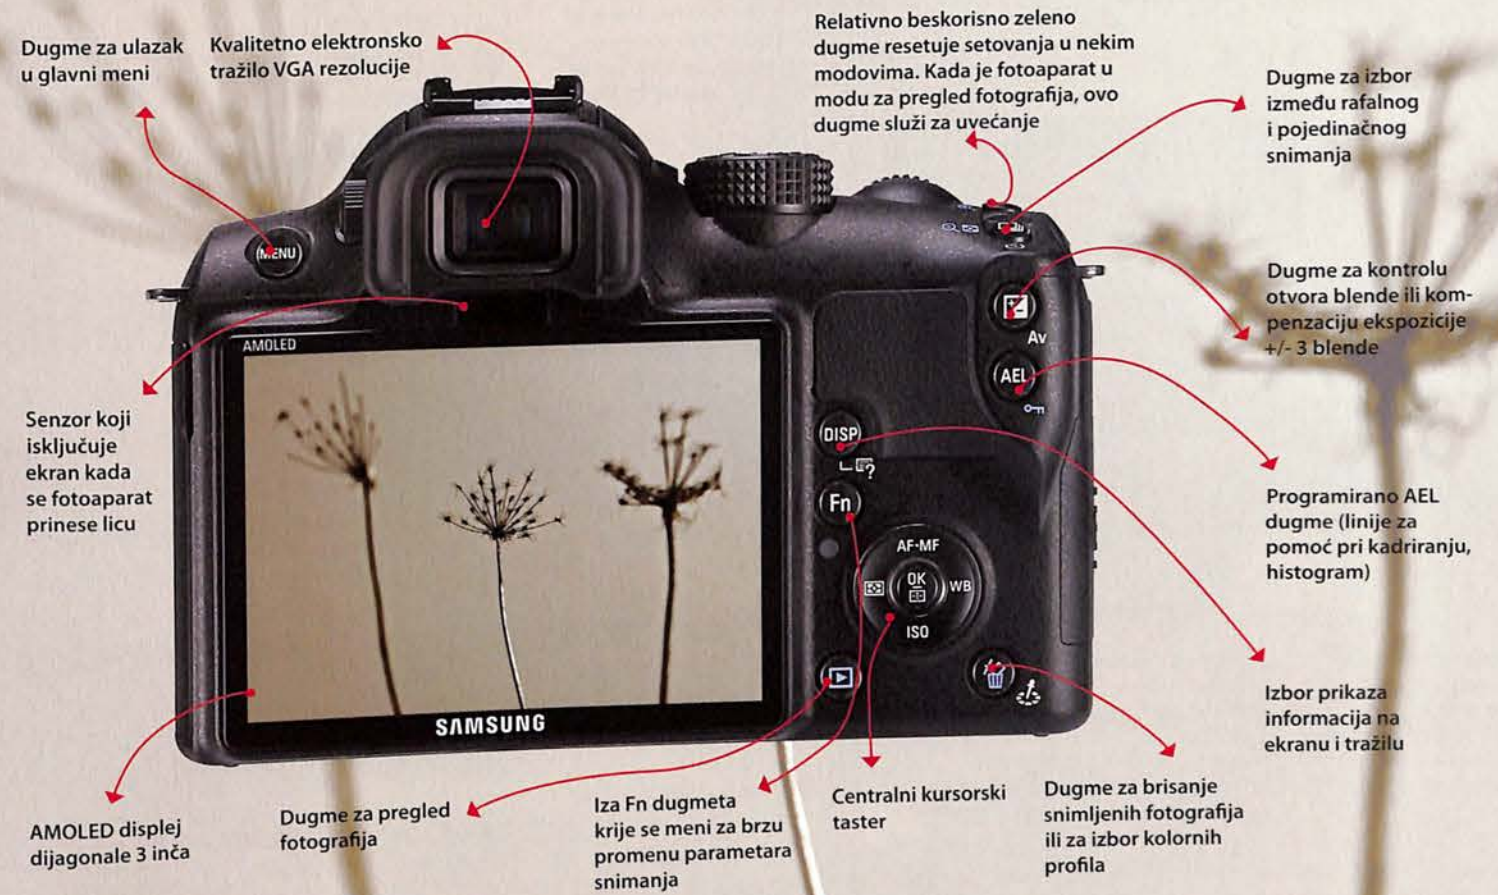 Dugme za ulazak
u glavni meni
Kvalitetno elektronsko
tražilo VGA rezolucije
Relativno beskorisno zeleno
dugme resetuje setovanja u nekim
modovima. Kada je fotoaparat u
modu za pregled fotografija, ovo
dugme služi za uvećanje
Dugme za izbor
između rafalnog
i pojedinačnog
snimanja
MENU
Dugme za kontrolu
otvora blende ili kom-
penzaciju ekspozicije
+/- 3 blende
Av
AEL
AMOLED
Senzor koji
isključuje
ekran kada
se fotoaparat
prinese licu
DISP
?
Fn
Programirano AEL
dugme (linije za
pomoć pri kadriranju,
histogram)
AF-MF
OK
WB
ISO
SAMSUNG
Izbor prikaza
informacija na
ekranu i tražilu
AMOLED displej
dijagonale 3 inča
Dugme za pregled
fotografija
Iza Fn dugmeta
krije se meni za brzu
promenu parametara
snimanja
Centralni kursorski
taster
Dugme za brisanje
snimljenih fotografija
ili za izbor kolornih
profila